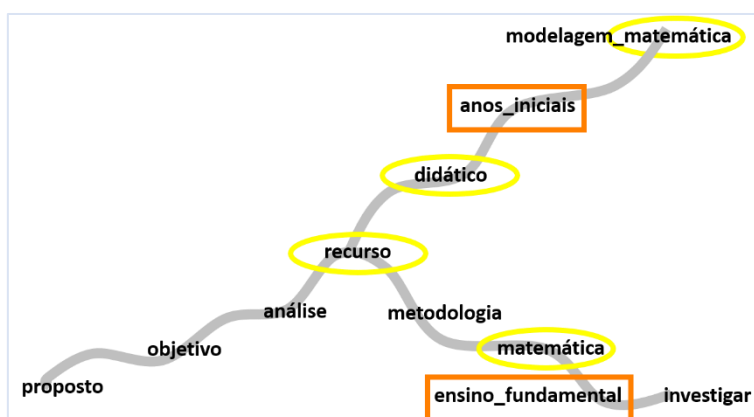 modelagem_matemática
anos_iniciais
didático
recurso
análise
metodologia
objetivo
matemática
proposto
ensino_fundamental
investigar